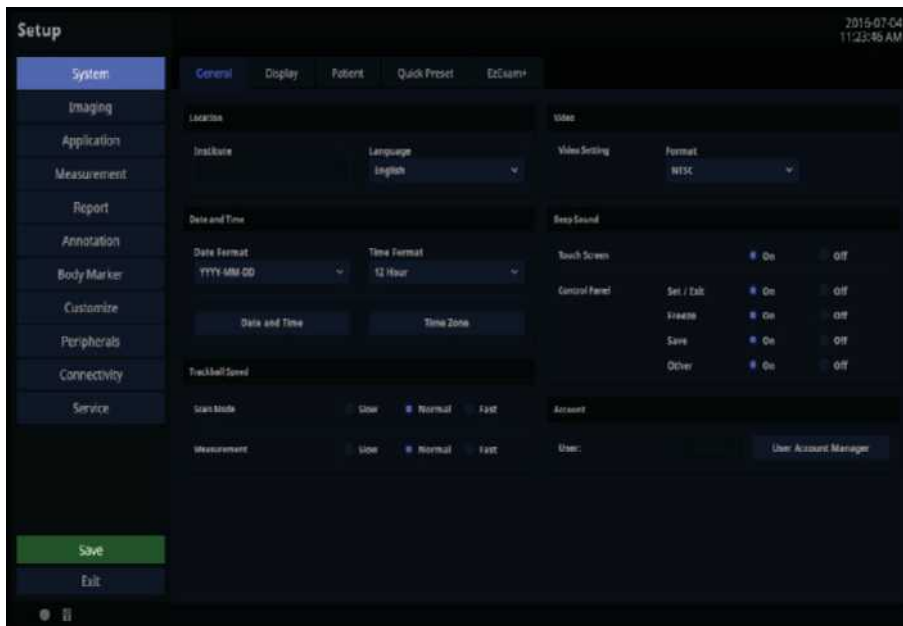 Setup
2016-07-04
11:23:46 AM
System
Imaging
Application
Measurement
Report
Annotation
Body Marker
Customize
Peripherals
Connectivity
Service
Save
Exit
General Display Patient Quick Preset EzExam+
Location
Institute Language
English
Date and Time
Date Format Time Format
YYYY-MM-DD 12 Hour
Date and Time Time Zone
Trackball Speed
Scan Mode Slow Normal Fast
Measurement Slow Normal Fast
Video
Video Setting Format
NTSC
Beep Sound
Touch Screen On Off
Control Panel Set / Exit On Off
Freeze On Off
Save On Off
Other On Off
Account
User: User Account Manager